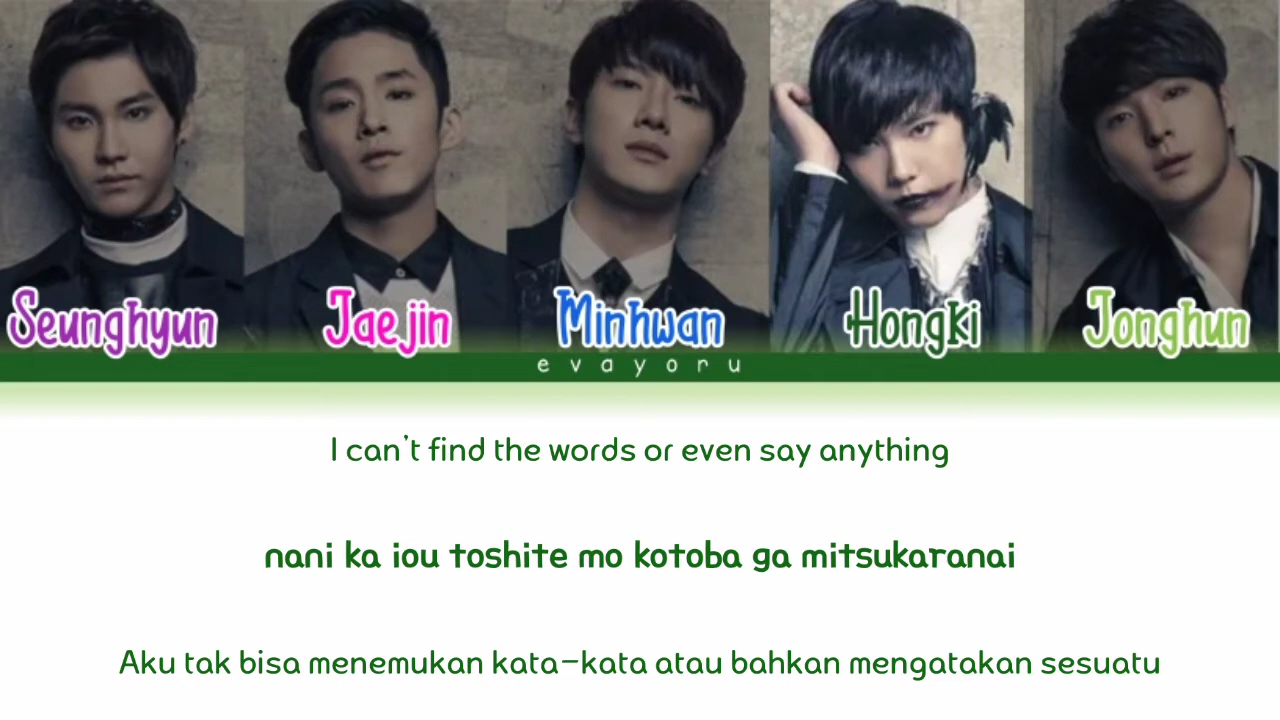 Seunghyun Jaejin Minhwan Hongki Jonghun
evayoru
I can't find the words or even say anything
nani ka iou toshite mo kotoba ga mitsukaranai
Aku tak bisa menemukan kata-kata atau bahkan mengatakan sesuatu